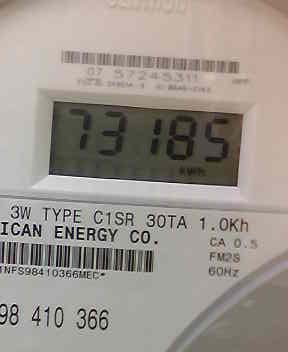 07 57245311
73185
kWh
3W TYPE C1SR 30TA 1.0Kh
ICAN ENERGY CO.
CA 0.5
FM2S
60Hz
1NFS98410366MEC*
98 410 366